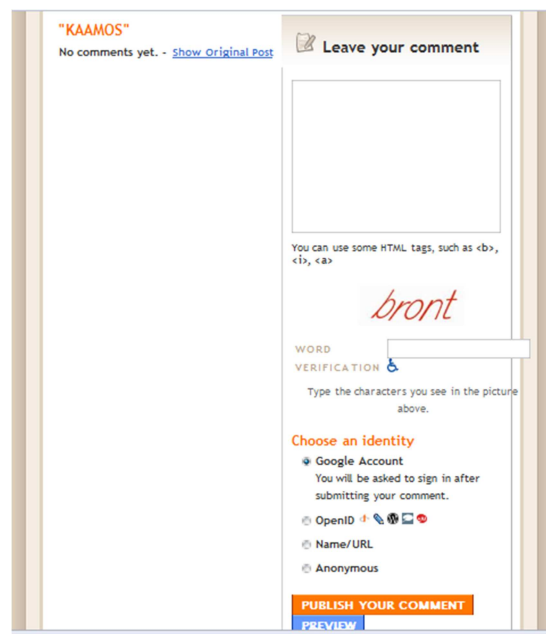 "KAAMOS"
No comments yet. - Show Original Post
Leave your comment
You can use some HTML tags, such as <b>,
<i>, <a>
bront
WORD
VERIFICATION
Type the characters you see in the picture
above.
Choose an identity
Google Account
You will be asked to sign in after
submitting your comment.
OpenID
Name/URL
Anonymous
PUBLISH YOUR COMMENT
PREVIEW